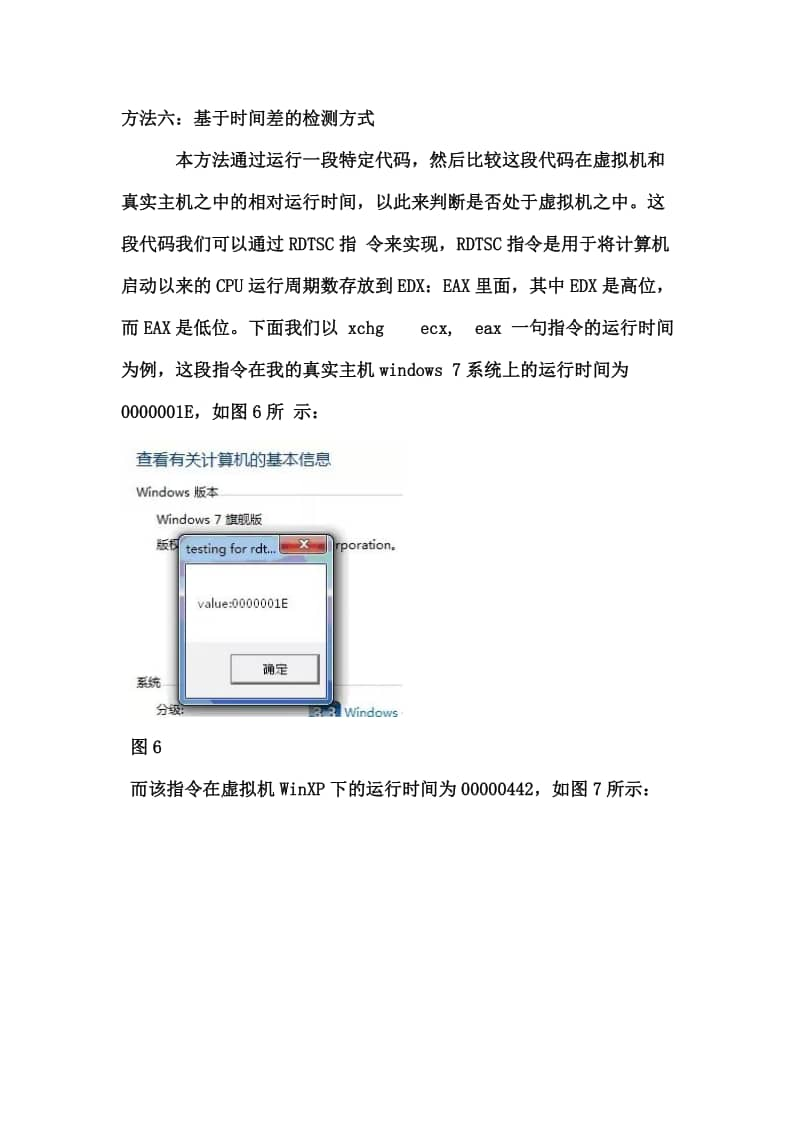 方法六：基于时间差的检测方式
本方法通过运行一段特定代码，然后比较这段代码在虚拟机和
真实主机之中的相对运行时间，以此来判断是否处于虚拟机之中。这
段代码我们可以通过 RDTSC 指 令来实现，RDTSC 指令是用于将计算机
启动以来的 CPU 运行周期数存放到 EDX：EAX 里面，其中 EDX 是高位，
而 EAX 是低位。下面我们以 xchg ecx, eax 一句指令的运行时间
为例，这段指令在我的真实主机 windows 7 系统上的运行时间为
0000001E，如图 6 所 示：
查看有关计算机的基本信息
Windows 版本
Windows 7 旗舰版
版权 rporation。
testing for rdt...
value:0000001E
确定
系统
分级:
Windows
图 6
而该指令在虚拟机 WinXP 下的运行时间为 00000442，如图 7 所示：